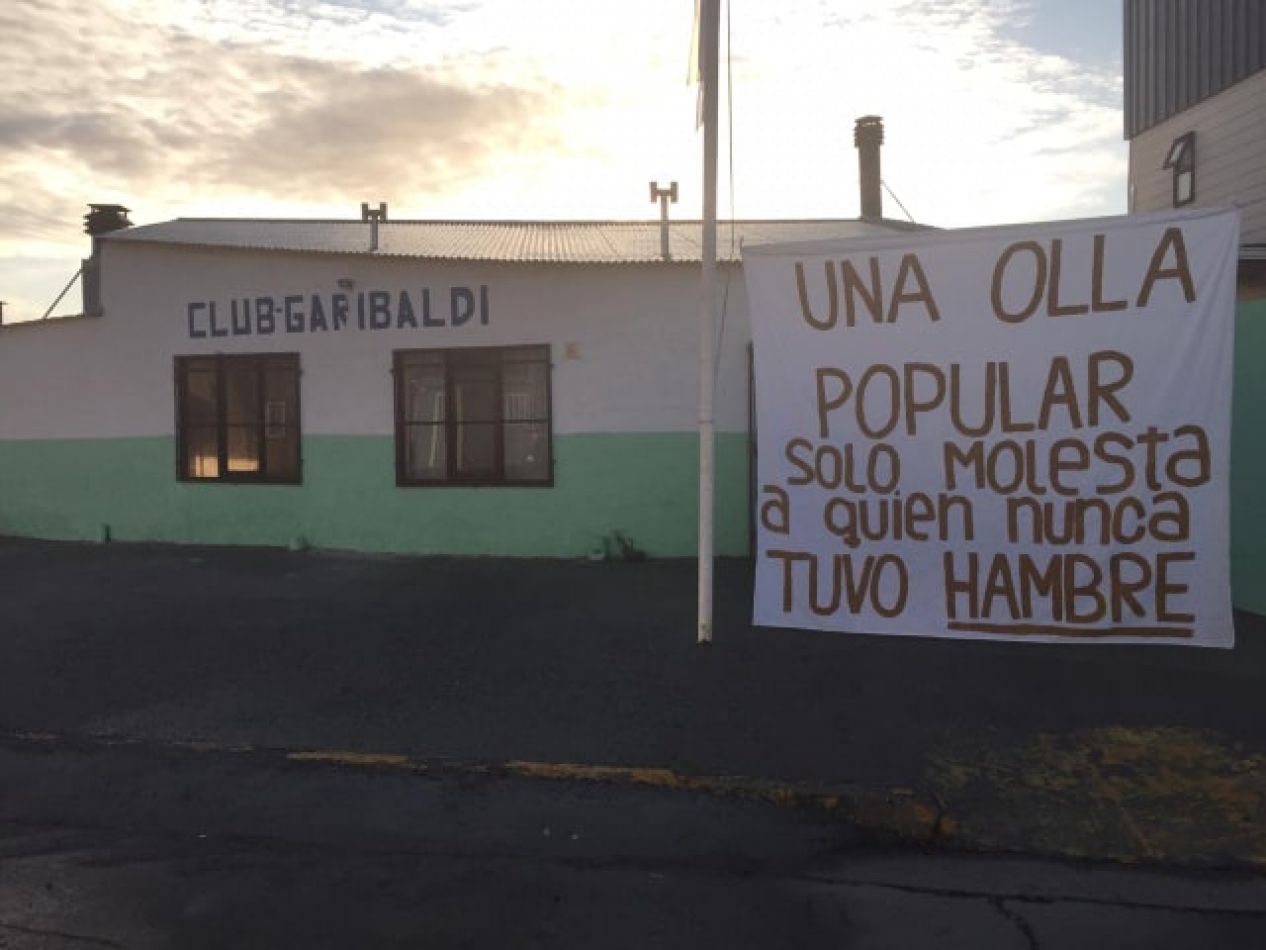 CLUB-GARIBALDI
UNA OLLA
POPULAR
SOLO MOLESTA
a quien nunca
TUVO HAMBRE